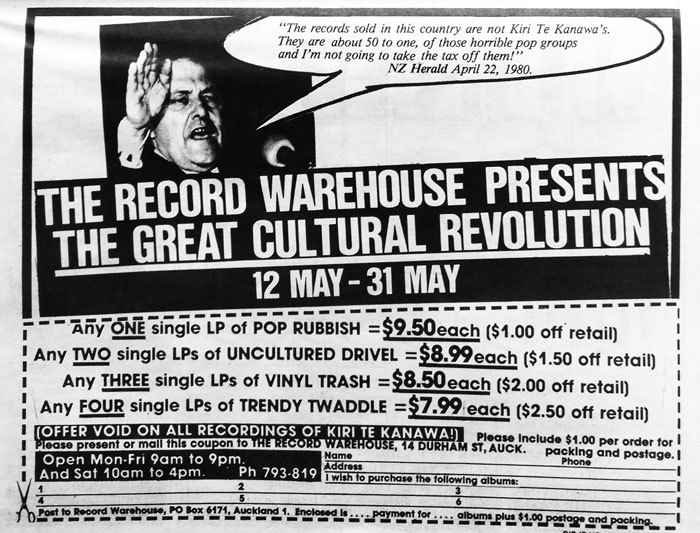 "The records sold in this country are not Kiri Te Kanawa's.
They are about 50 to one, of those horrible pop groups
and I'm not going to take the tax off them!"
NZ Herald April 22, 1980.
THE RECORD WAREHOUSE PRESENTS
THE GREAT CULTURAL REVOLUTION
12 MAY - 31 MAY
Any ONE single LP of POP RUBBISH = $9.50 each ($1.00 off retail)
Any TWO single LPs of UNCULTURED DRIVEL = $8.99 each ($1.50 off retail)
Any THREE single LPs of VINYL TRASH = $8.50 each ($2.00 off retail)
Any FOUR single LPs of TRENDY TWADDLE = $7.99 each ($2.50 off retail)
(OFFER VOID ON ALL RECORDINGS OF KIRI TE KANAWA!)
Please present or mail this coupon to THE RECORD WAREHOUSE, 14 DURHAM ST, AUCK.
Please include $1.00 per order for
packing and postage.
Open Mon-Fri 9am to 9pm.
And Sat 10am to 4pm. Ph 793-819
Name Phone
Address
I wish to purchase the following albums:
1 2 3
4 5 6
Post to Record Warehouse, PO Box 6171, Auckland 1. Enclosed is .... payment for .... albums plus $1.00 postage and packing.